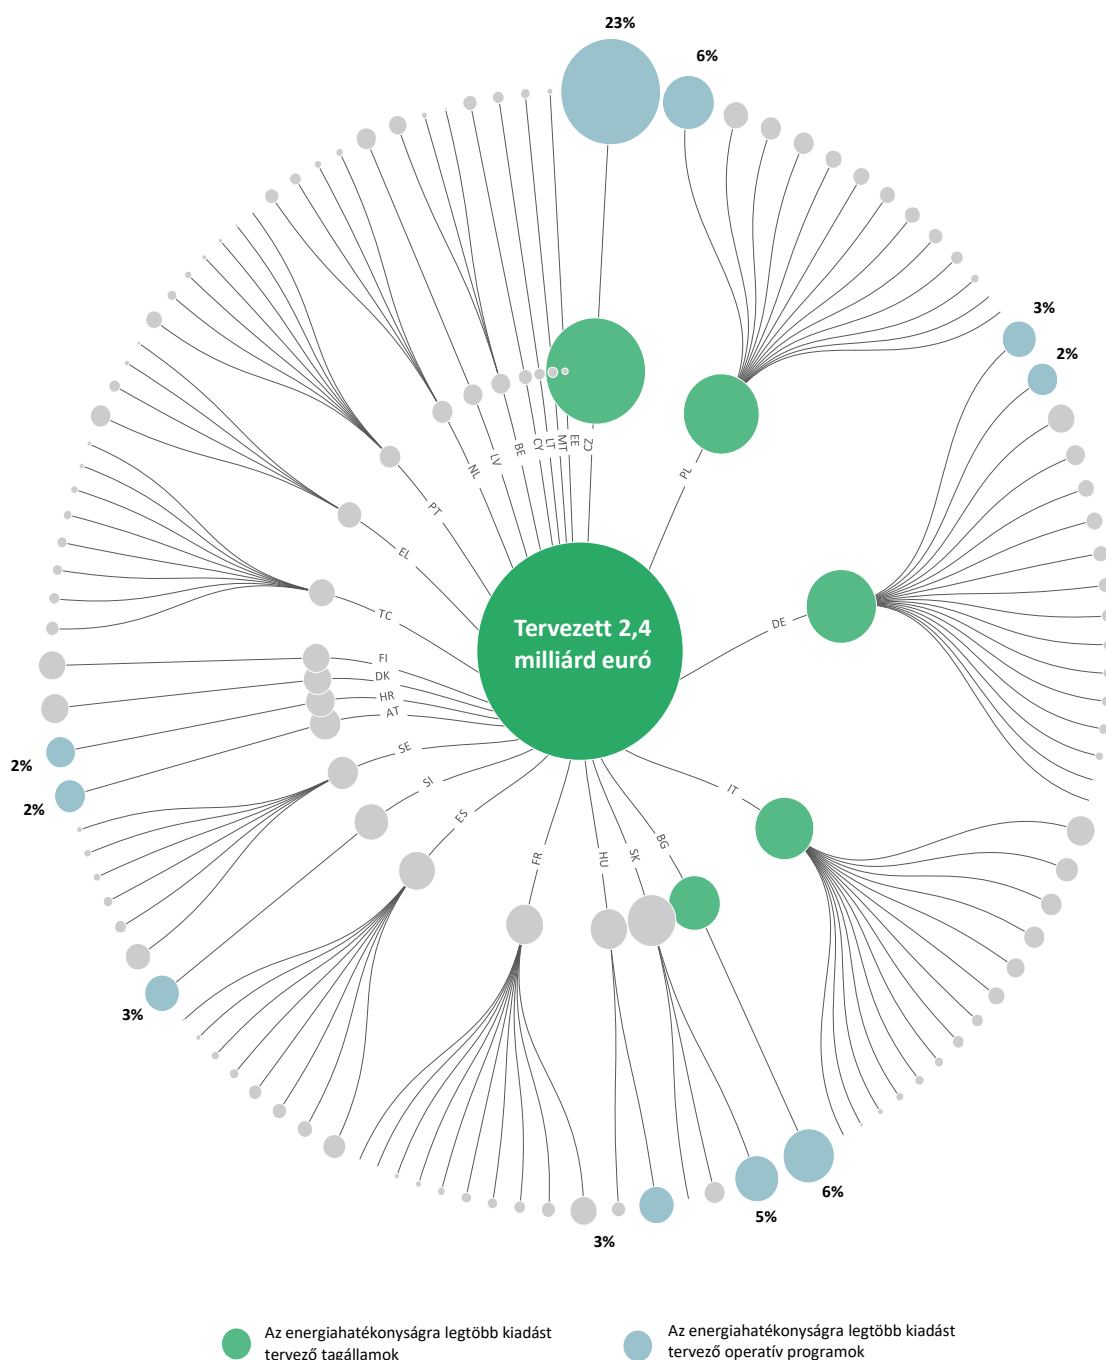 23%
6%
3%
2%
CZ
EE
MT
LT
CY
BE
LV
NL
PT
EL
TC
FI
DK
HR
AT
SE
SI
ES
FR
HU
SK
BG
IT
DE
PL
Tervezett 2,4
milliárd euró
2%
2%
3%
3%
5%
6%
Az energiahatékonyságra legtöbb kiadást
tervező tagállamok
Az energiahatékonyságra legtöbb kiadást
tervező operatív programok